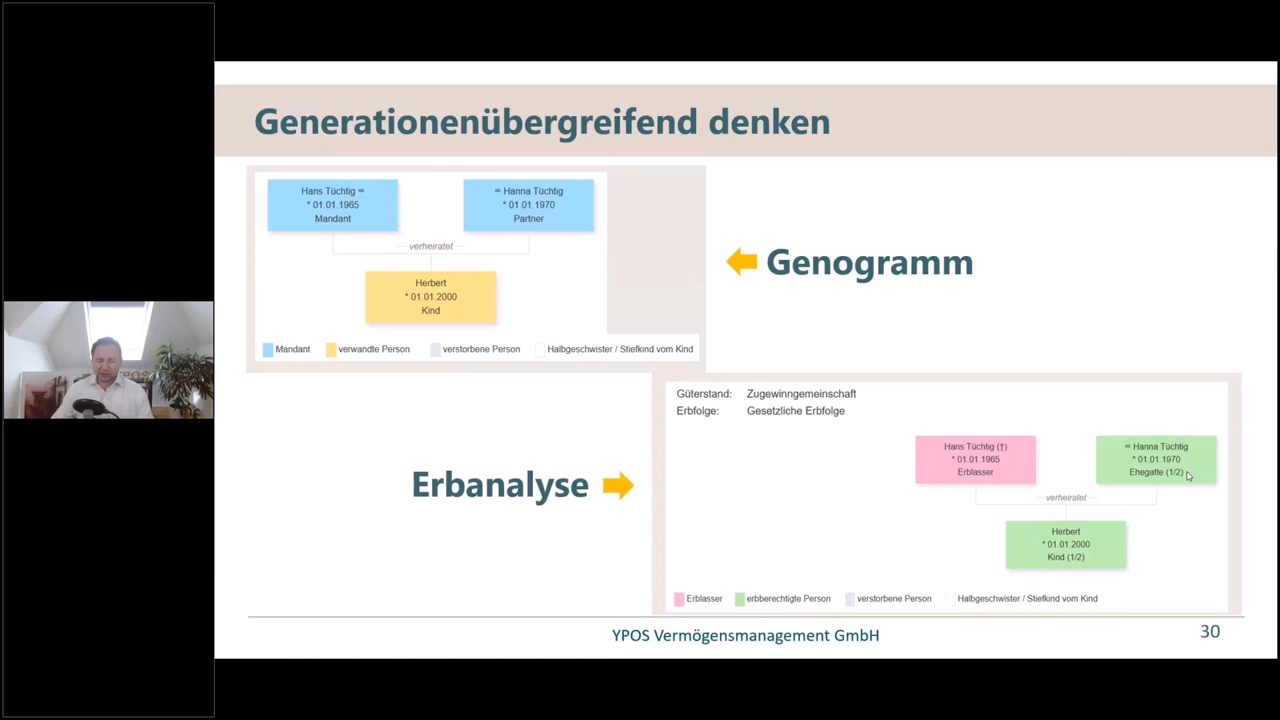 Generationenübergreifend denken
Hans Tüchtig ⚭
* 01.01.1965
Mandant
⚭ Hanna Tüchtig
* 01.01.1970
Partner
verheiratet
Herbert
* 01.01.2000
Kind
Mandant
verwandte Person
verstorbene Person
Halbgeschwister / Stiefkind vom Kind
Genogramm
Erbanalyse
Güterstand: Zugewinngemeinschaft
Erbfolge: Gesetzliche Erbfolge
Hans Tüchtig (†)
* 01.01.1965
Erblasser
⚭ Hanna Tüchtig
* 01.01.1970
Ehegatte (1/2)
verheiratet
Herbert
* 01.01.2000
Kind (1/2)
Erblasser
erbberechtigte Person
verstorbene Person
Halbgeschwister / Stiefkind vom Kind
YPOS Vermögensmanagement GmbH
30